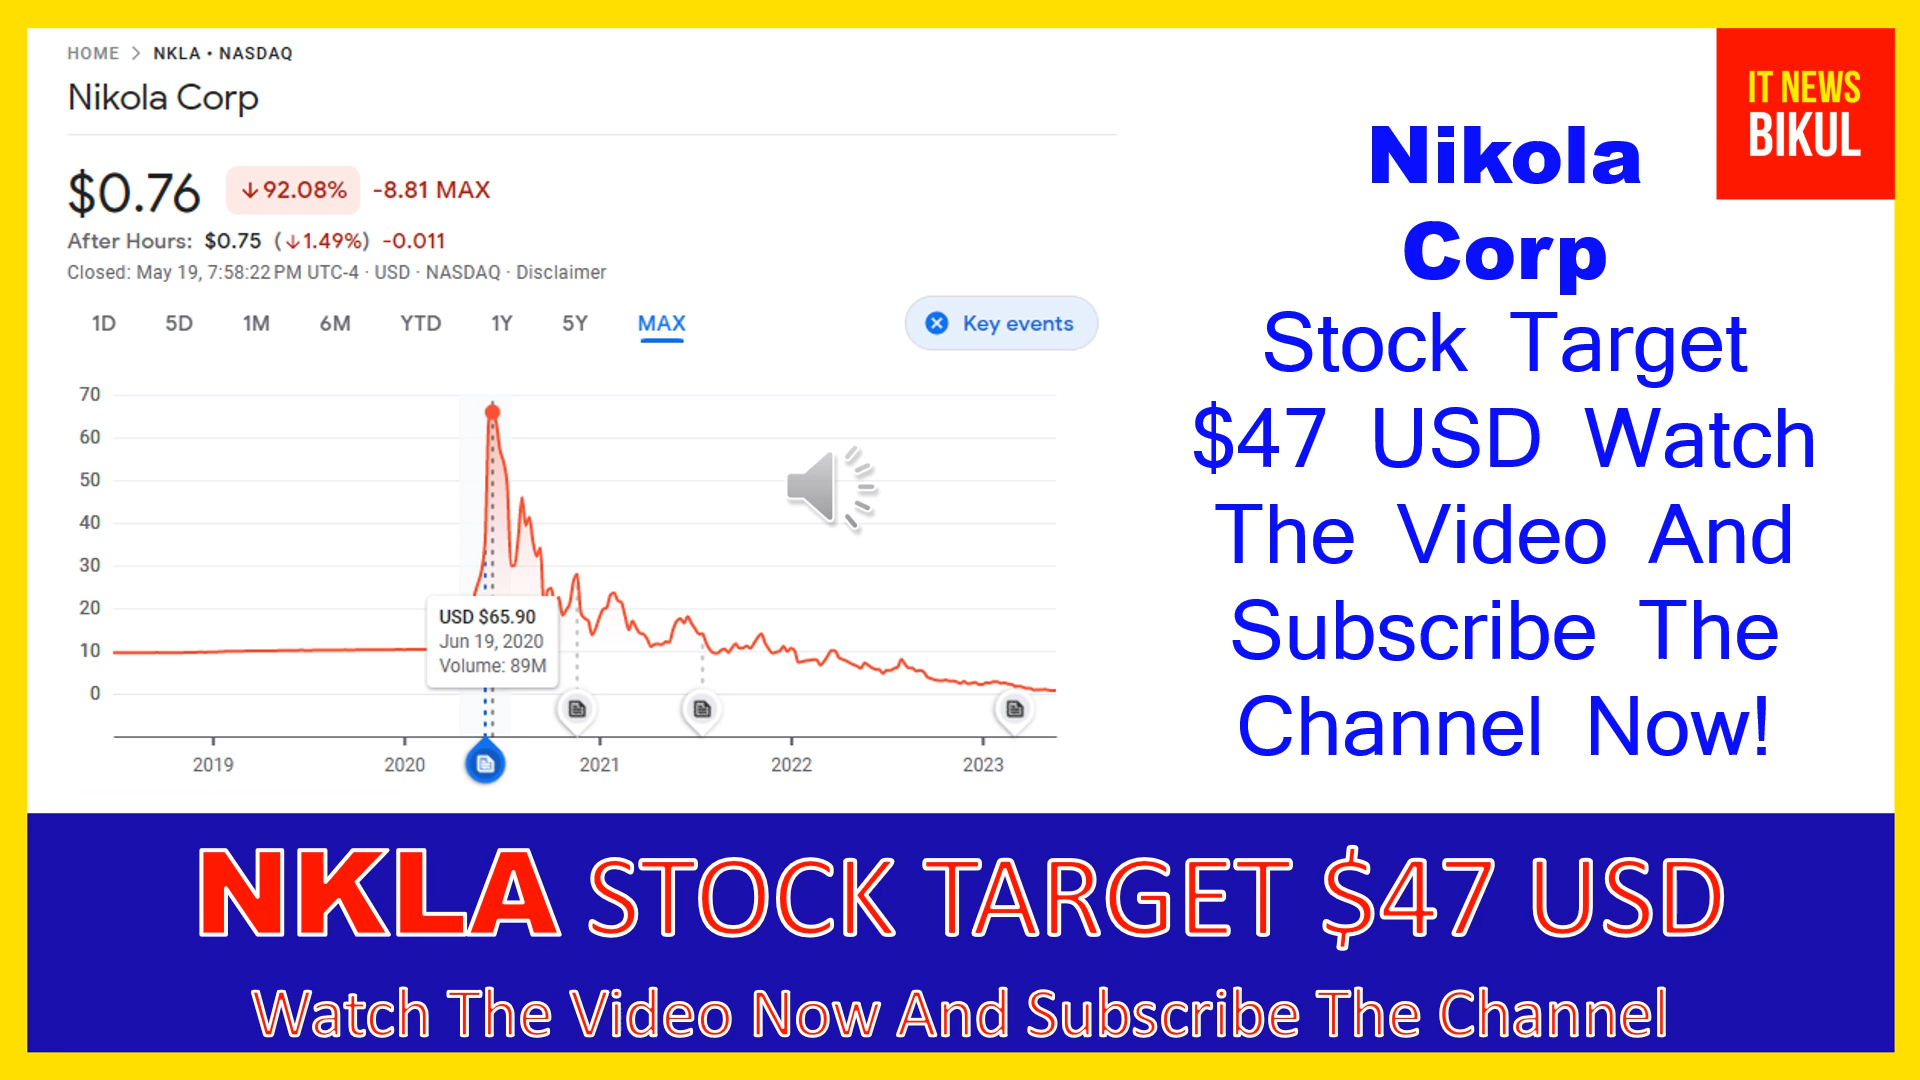 HOME > NKLA • NASDAQ
Nikola Corp
$0.76 ↓92.08% -8.81 MAX
After Hours: $0.75 (↓1.49%) -0.011
Closed: May 19, 7:58:22 PM UTC-4 · USD · NASDAQ · Disclaimer
1D 5D 1M 6M YTD 1Y 5Y MAX
Key events
70
60
50
40
30
20
10
0
USD $65.90
Jun 19, 2020
Volume: 89M
2019 2020 2021 2022 2023
IT NEWS
BIKUL
Nikola
Corp
Stock Target
$47 USD Watch
The Video And
Subscribe The
Channel Now!
NKLA STOCK TARGET $47 USD
Watch The Video Now And Subscribe The Channel